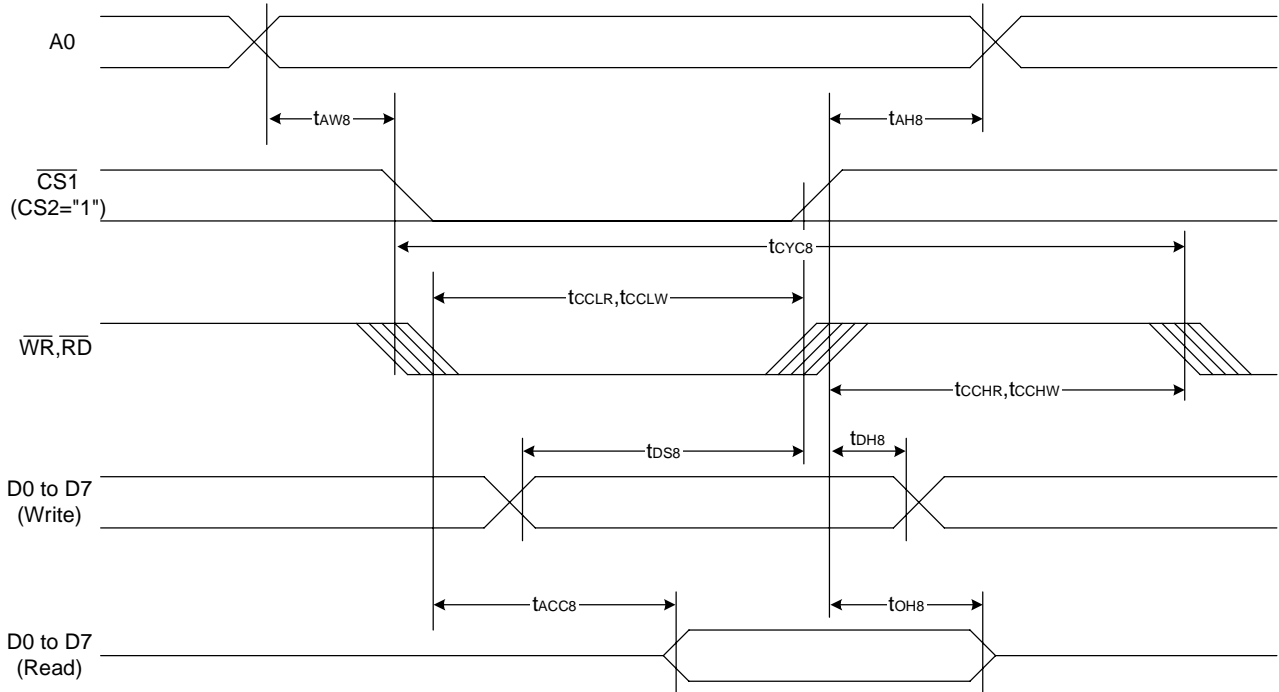 A0
tAW8
tAH8
CS1
(CS2="1")
tCYC8
tCCLR,tCCLW
WR,RD
tCCHR,tCCHW
tDS8
tDH8
D0 to D7
(Write)
tACC8
tOH8
D0 to D7
(Read)